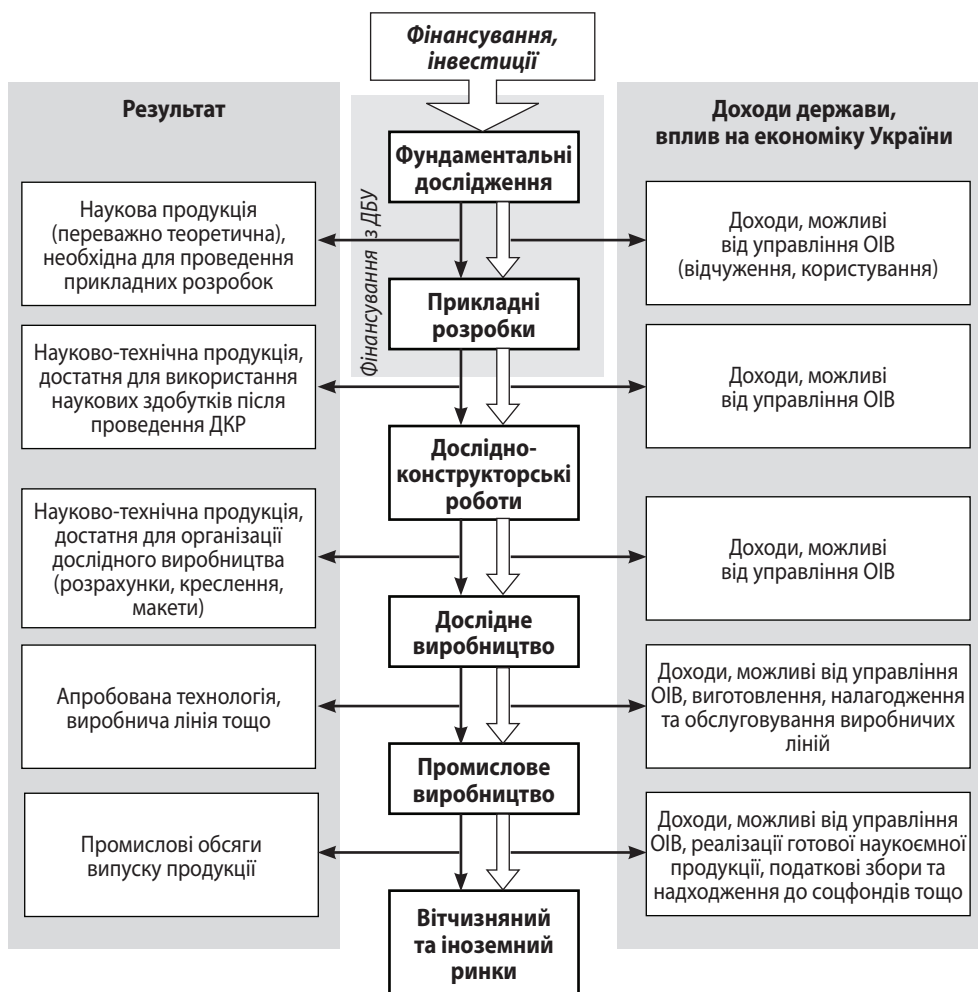 Фінансування,
інвестиції
Результат
Доходи держави,
вплив на економіку України
Фінансування з ДБУ
Фундаментальні
дослідження
Наукова продукція
(переважно теоретична),
необхідна для проведення
прикладних розробок
Доходи, можливі
від управління ОІВ
(відчуження, користування)
Прикладні
розробки
Науково-технічна продукція,
достатня для використання
наукових здобутків після
проведення ДКР
Доходи, можливі
від управління ОІВ
Дослідно-
конструкторські
роботи
Науково-технічна продукція,
достатня для організації
дослідного виробництва
(розрахунки, креслення,
макети)
Доходи, можливі
від управління ОІВ
Дослідне
виробництво
Апробована технологія,
виробнича лінія тощо
Доходи, можливі від управління
ОІВ, виготовлення, налагодження
та обслуговування виробничих
ліній
Промислове
виробництво
Промислові обсяги
випуску продукції
Доходи, можливі від управління
ОІВ, реалізації готової наукоємної
продукції, податкові збори та
надходження до соцфондів тощо
Вітчизняний
та іноземний
ринки